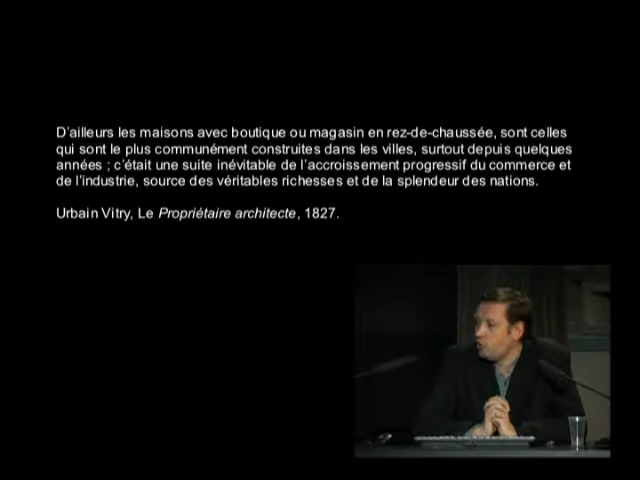 D'ailleurs les maisons avec boutique ou magasin en rez-de-chaussée, sont celles
qui sont le plus communément construites dans les villes, surtout depuis quelques
années ; c'était une suite inévitable de l'accroissement progressif du commerce et
de l'industrie, source des véritables richesses et de la splendeur des nations.
Urbain Vitry, Le Propriétaire architecte, 1827.